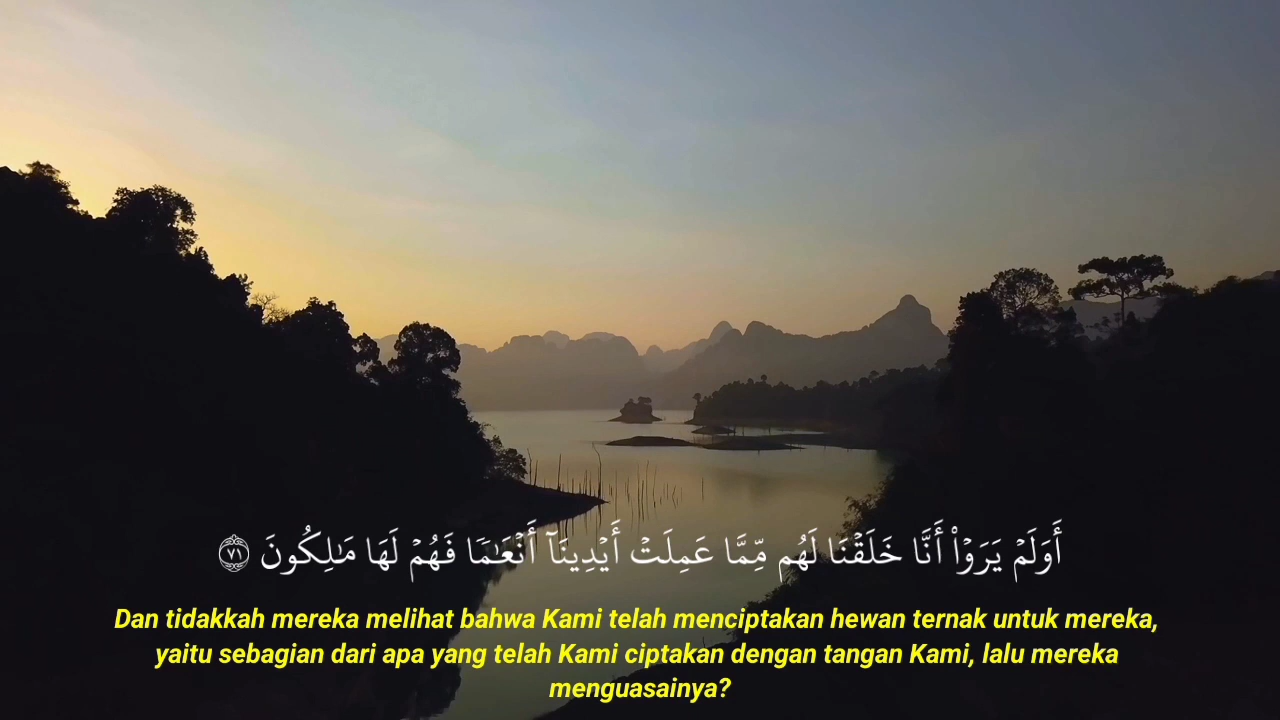 أَوَلَمۡ يَرَوۡاْ أَنَّا خَلَقۡنَا لَهُم مِّمَّا عَمِلَتۡ أَيۡدِينَآ أَنۡعَٰمٗا فَهُمۡ لَهَا مَٰلِكُونَ ٧١
Dan tidakkah mereka melihat bahwa Kami telah menciptakan hewan ternak untuk mereka,
yaitu sebagian dari apa yang telah Kami ciptakan dengan tangan Kami, lalu mereka
menguasainya?